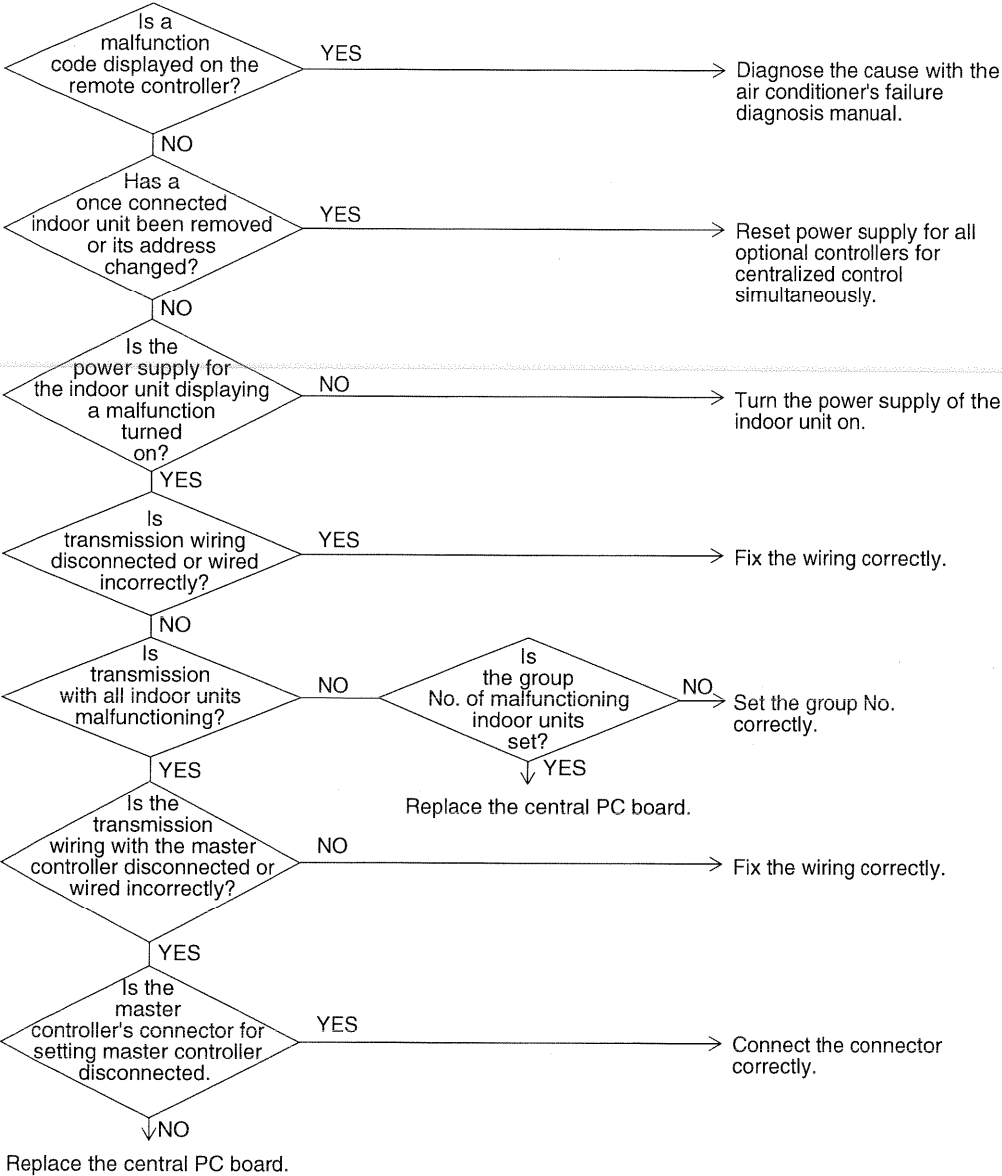 Is a
malfunction
code displayed on the
remote controller?
YES
Diagnose the cause with the
air conditioner's failure
diagnosis manual.
NO
Has a
once connected
indoor unit been removed
or its address
changed?
YES
Reset power supply for all
optional controllers for
centralized control
simultaneously.
NO
Is the
power supply for
the indoor unit displaying
a malfunction
turned
on?
NO
Turn the power supply of the
indoor unit on.
YES
Is
transmission wiring
disconnected or wired
incorrectly?
YES
Fix the wiring correctly.
NO
Is
transmission
with all indoor units
malfunctioning?
NO
Is
the group
No. of malfunctioning
indoor units
set?
NO
Set the group No.
correctly.
YES
Replace the central PC board.
YES
Is the
transmission
wiring with the master
controller disconnected or
wired incorrectly?
NO
Fix the wiring correctly.
YES
Is the
master
controller's connector for
setting master controller
disconnected.
YES
Connect the connector
correctly.
NO
Replace the central PC board.